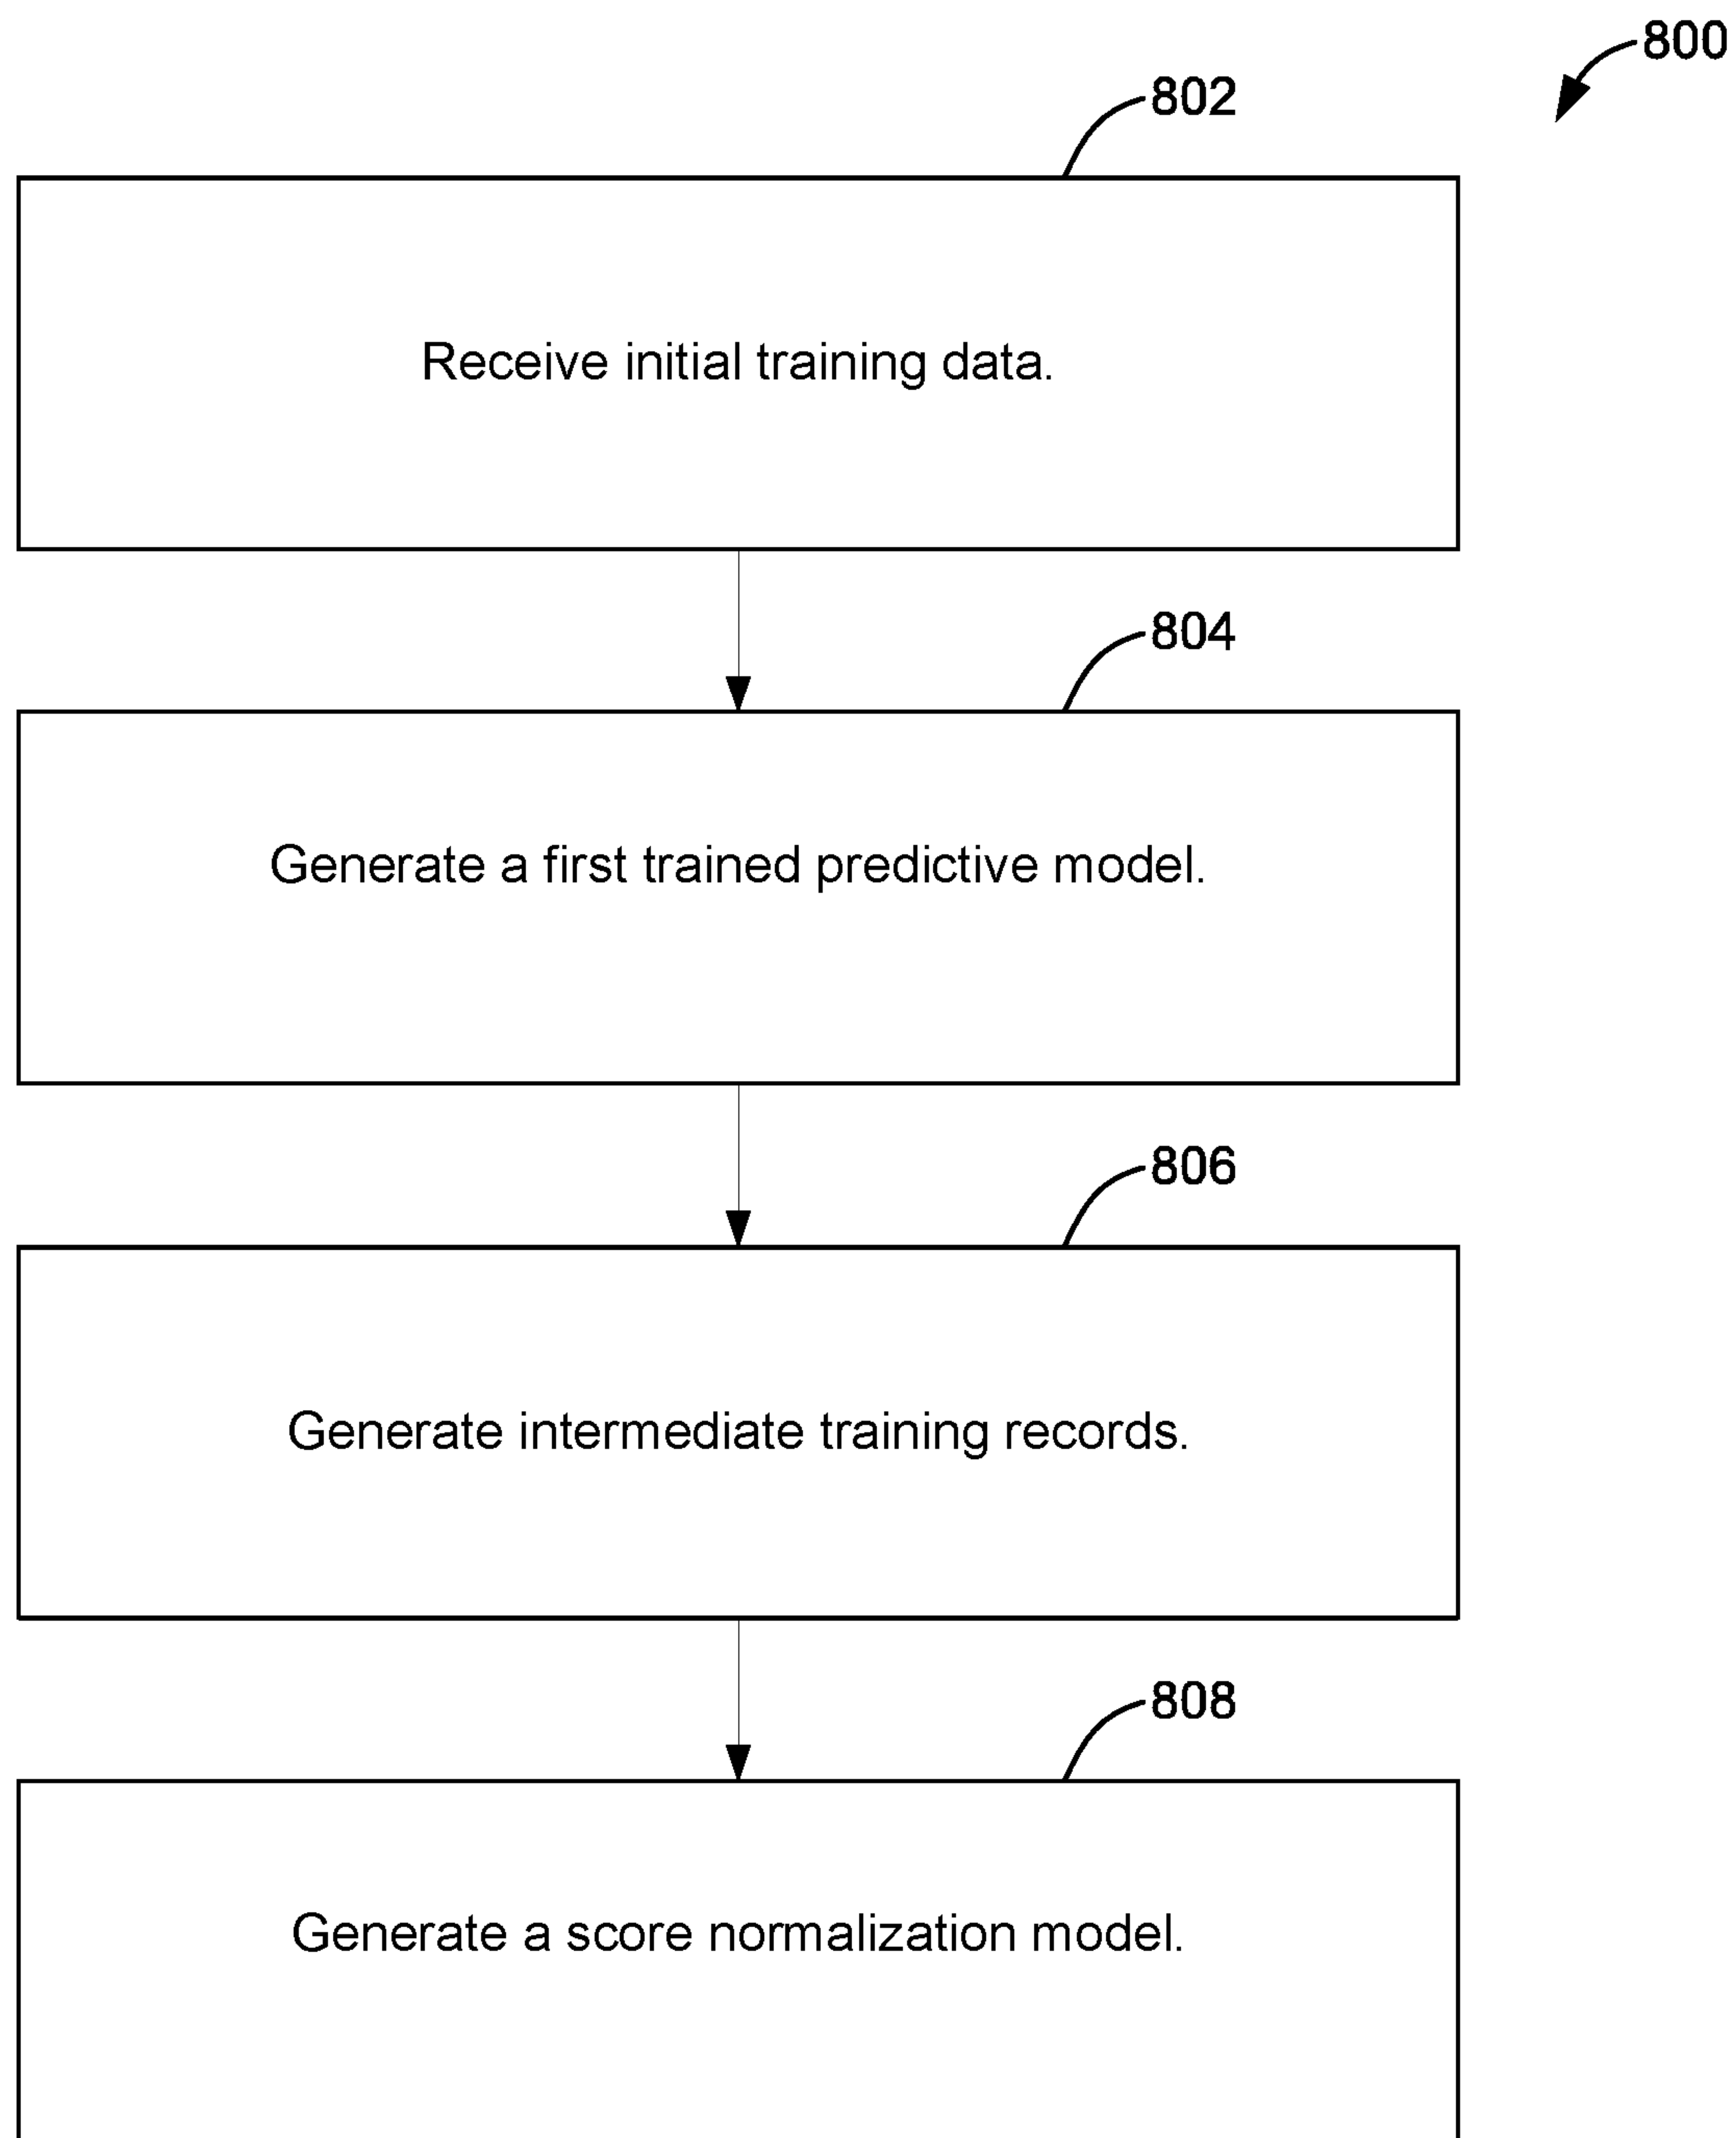 800
802
Receive initial training data.
804
Generate a first trained predictive model.
806
Generate intermediate training records.
808
Generate a score normalization model.